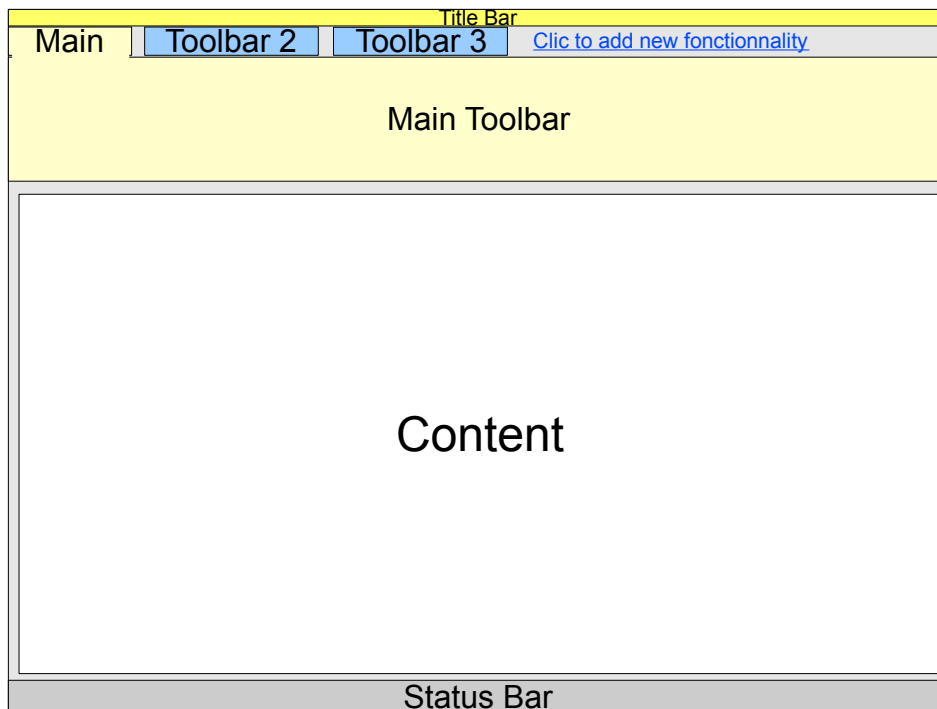 Title Bar
Main Toolbar 2 Toolbar 3 Clic to add new fonctionnality
Main Toolbar
Content
Status Bar